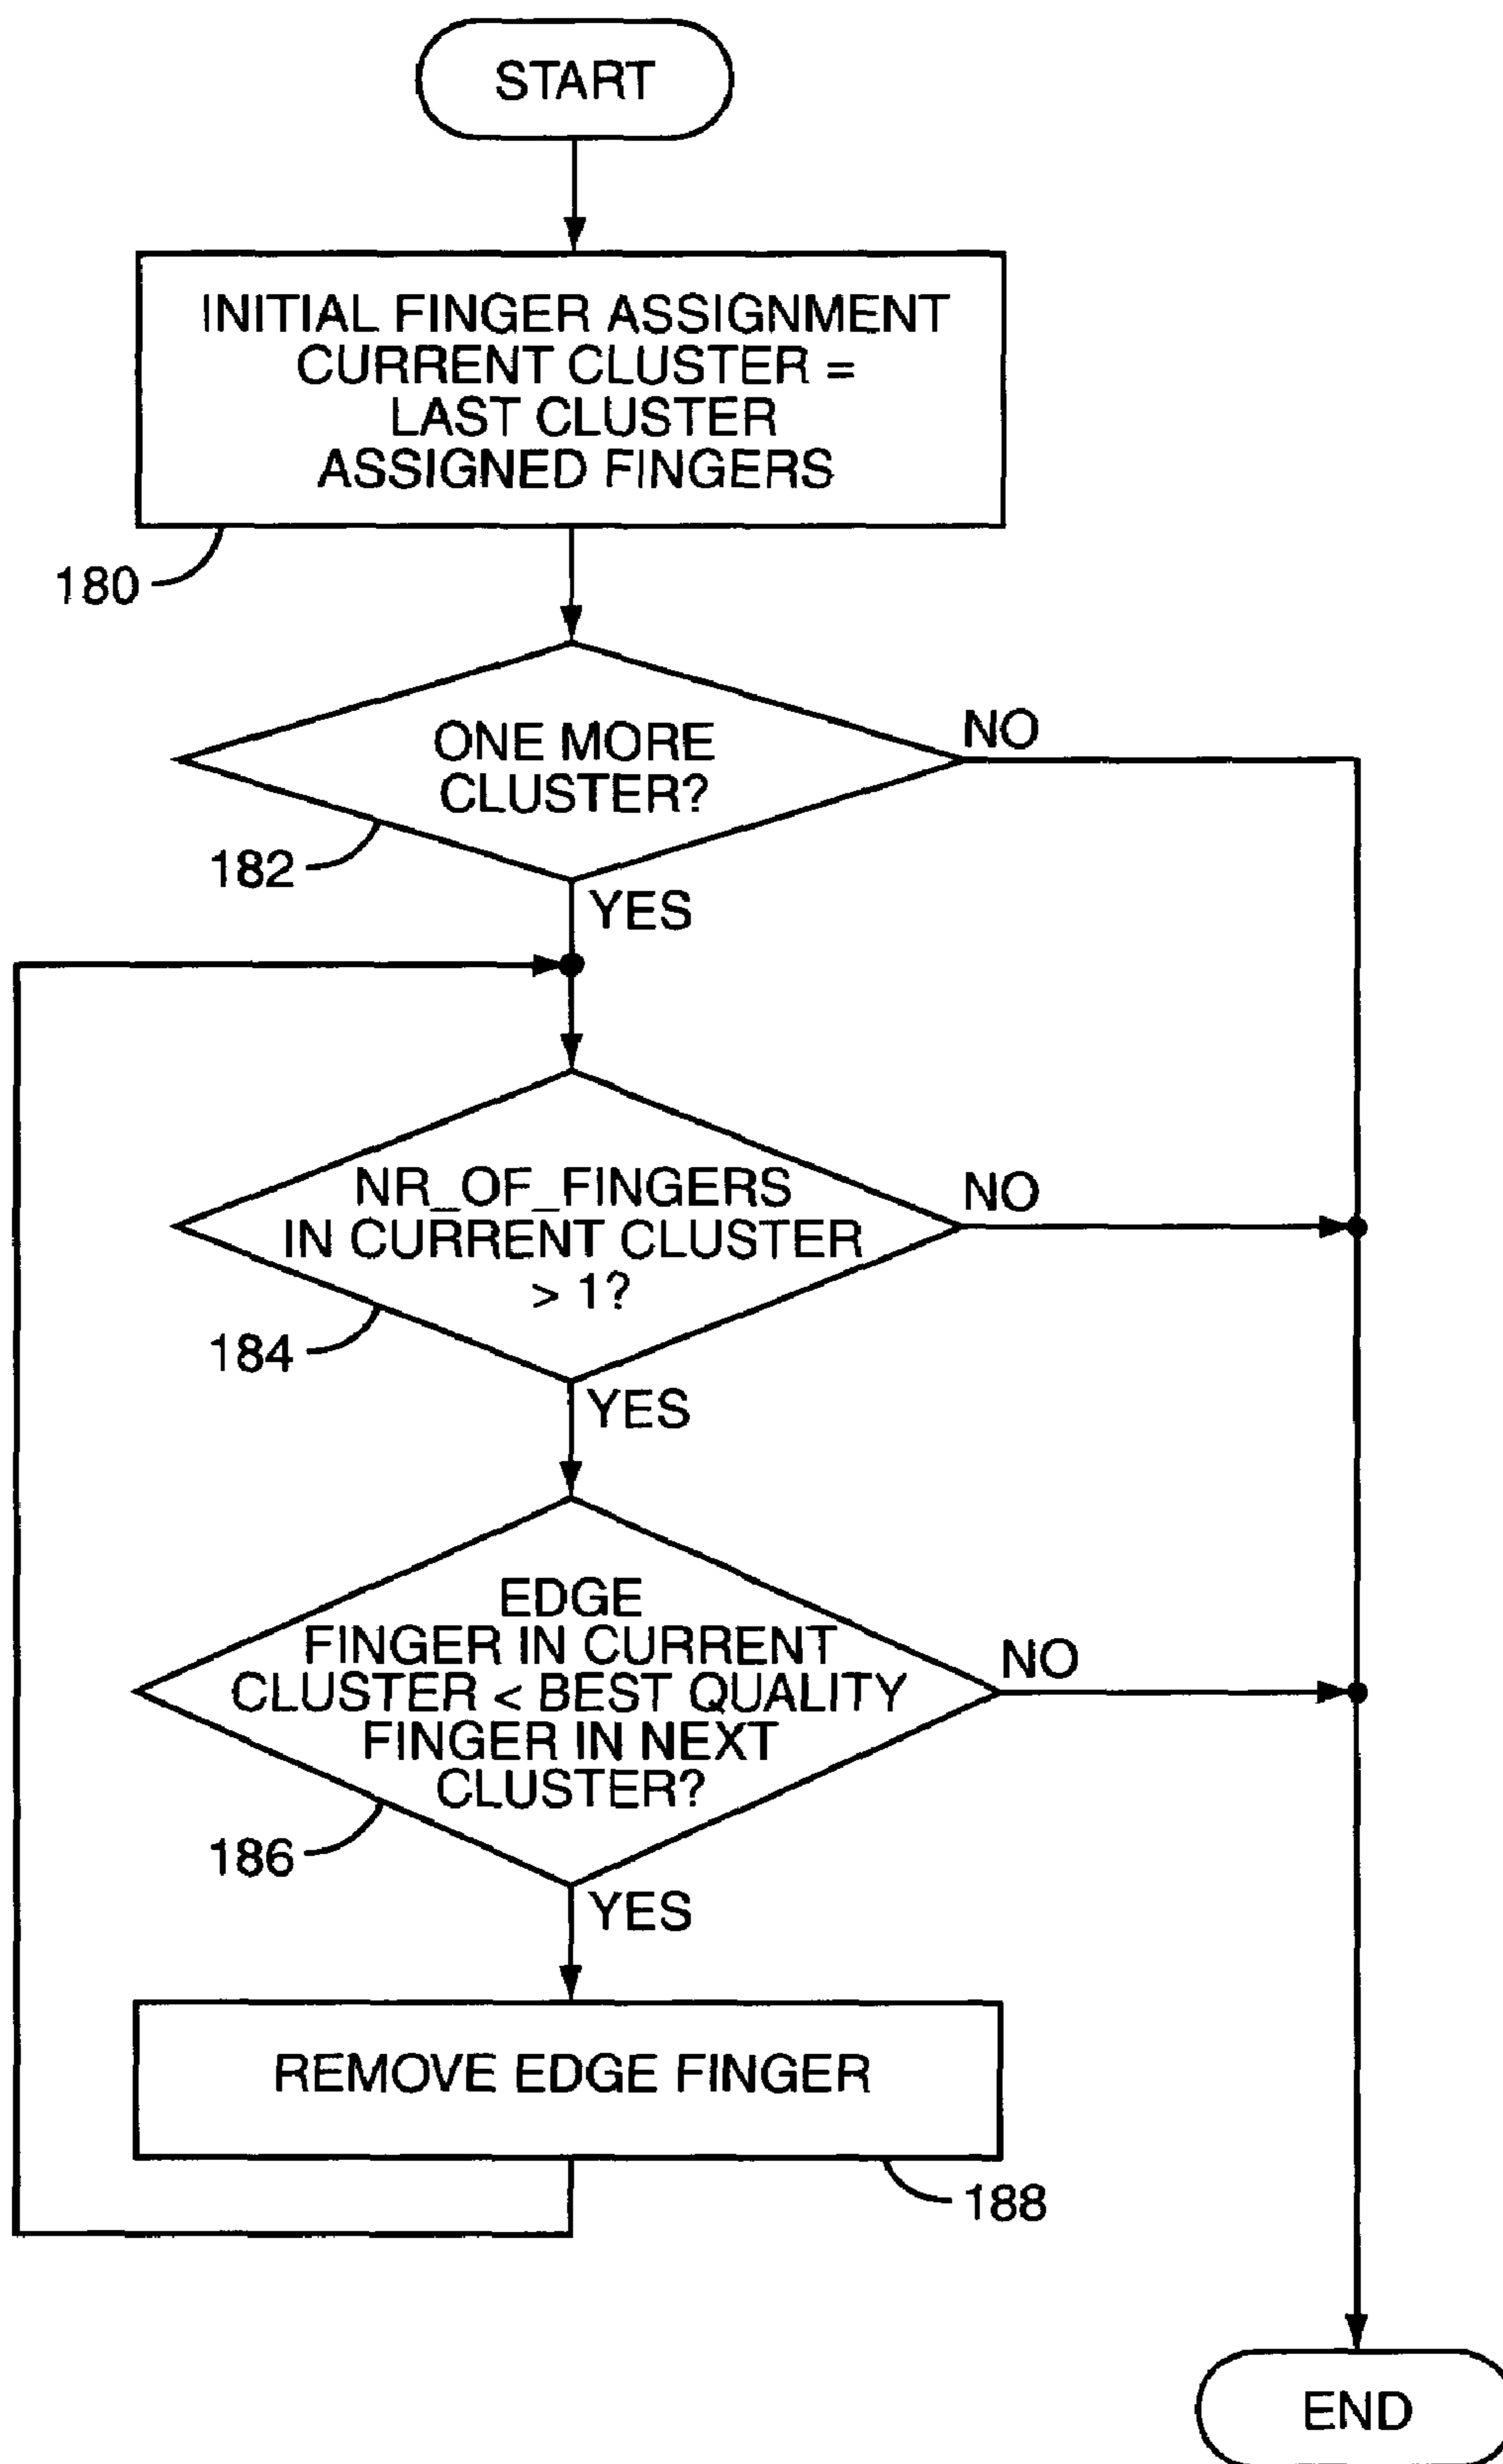 START
INITIAL FINGER ASSIGNMENT
CURRENT CLUSTER =
LAST CLUSTER
ASSIGNED FINGERS
180
ONE MORE
CLUSTER?
NO
182
YES
NR_OF_FINGERS
IN CURRENT CLUSTER
> 1?
NO
184
YES
EDGE
FINGER IN CURRENT
CLUSTER < BEST QUALITY
FINGER IN NEXT
CLUSTER?
NO
186
YES
REMOVE EDGE FINGER
188
END